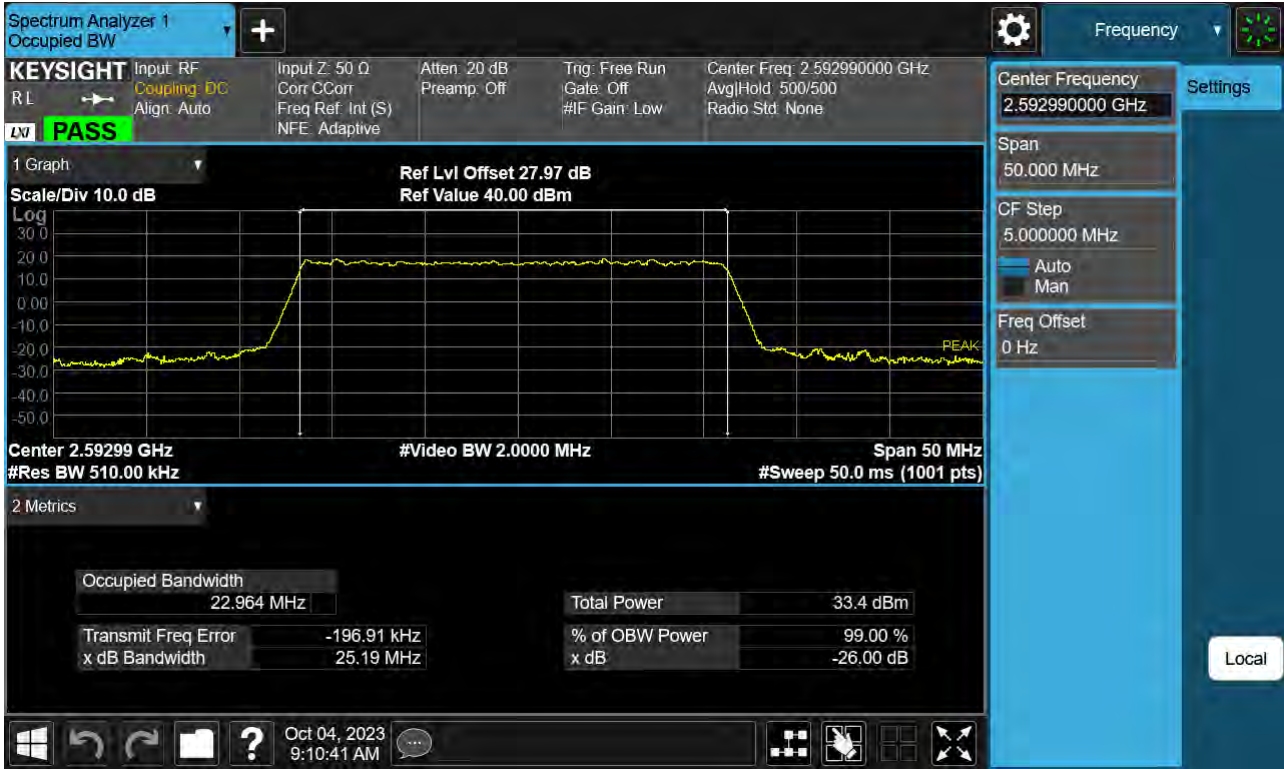 Spectrum Analyzer 1
Occupied BW
+
Frequency
KEYSIGHT
R L
LXI
PASS
Input: RF
Coupling: DC
Align: Auto
Input Z: 50 Ω
Corr CCorr
Freq Ref: Int (S)
NFE: Adaptive
Atten: 20 dB
Preamp: Off
Trig: Free Run
Gate: Off
#IF Gain: Low
Center Freq: 2.592990000 GHz
Avg|Hold: 500/500
Radio Std: None
Center Frequency
2.592990000 GHz
Settings
Span
50.000 MHz
CF Step
5.000000 MHz
Auto
Man
Freq Offset
0 Hz
1 Graph
Scale/Div 10.0 dB
Ref Lvl Offset 27.97 dB
Ref Value 40.00 dBm
Log
30.0
20.0
10.0
0.00
-10.0
-20.0
-30.0
-40.0
-50.0
PEAK
Center 2.59299 GHz
#Video BW 2.0000 MHz
Span 50 MHz
#Res BW 510.00 kHz
#Sweep 50.0 ms (1001 pts)
2 Metrics
Occupied Bandwidth
22.964 MHz
Total Power 33.4 dBm
Transmit Freq Error -196.91 kHz
% of OBW Power 99.00 %
x dB Bandwidth 25.19 MHz
x dB -26.00 dB
Local
?
Oct 04, 2023
9:10:41 AM